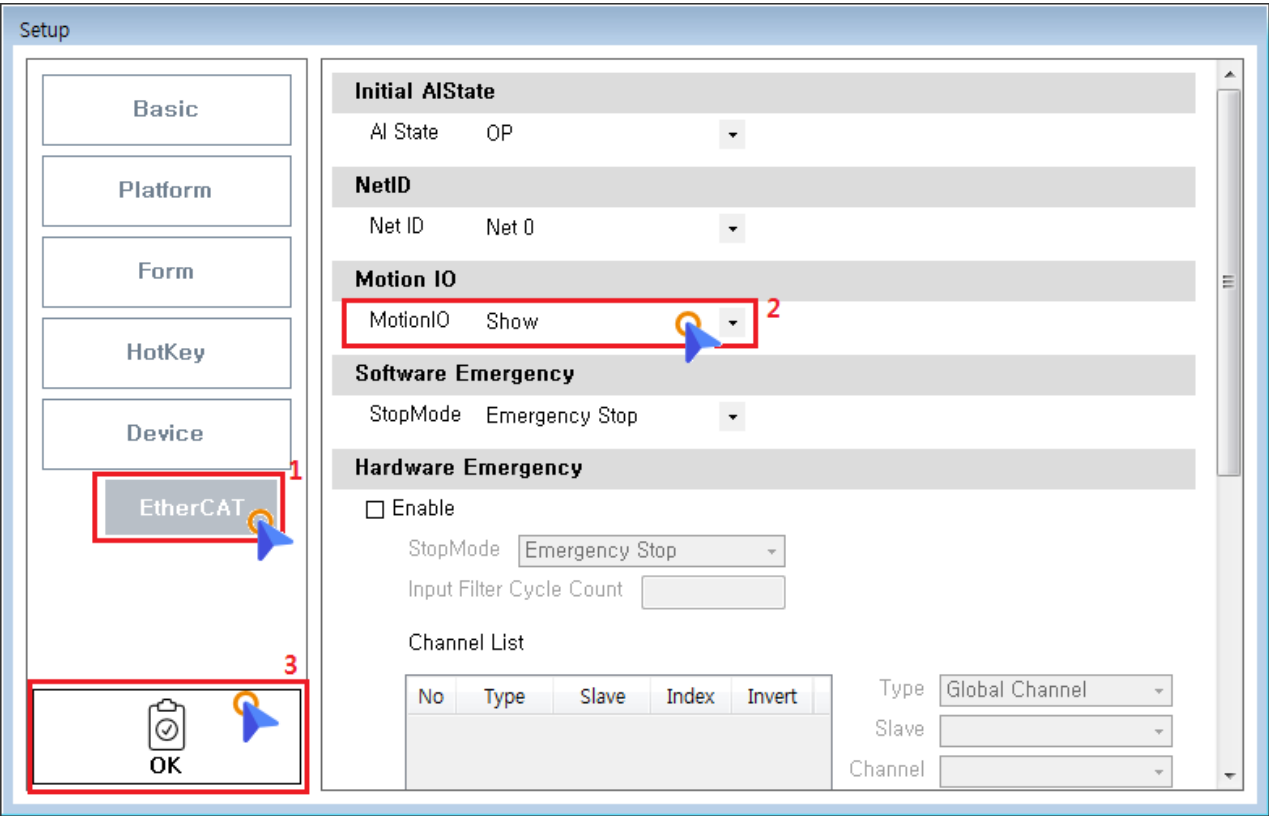 Setup
Basic
Platform
Form
HotKey
Device
1
EtherCAT
3
OK
Initial AlState
Al State OP
NetID
Net ID Net 0
Motion IO
MotionIO Show 2
Software Emergency
StopMode Emergency Stop
Hardware Emergency
Enable
StopMode Emergency Stop
Input Filter Cycle Count
Channel List
No Type Slave Index Invert
Type Global Channel
Slave
Channel